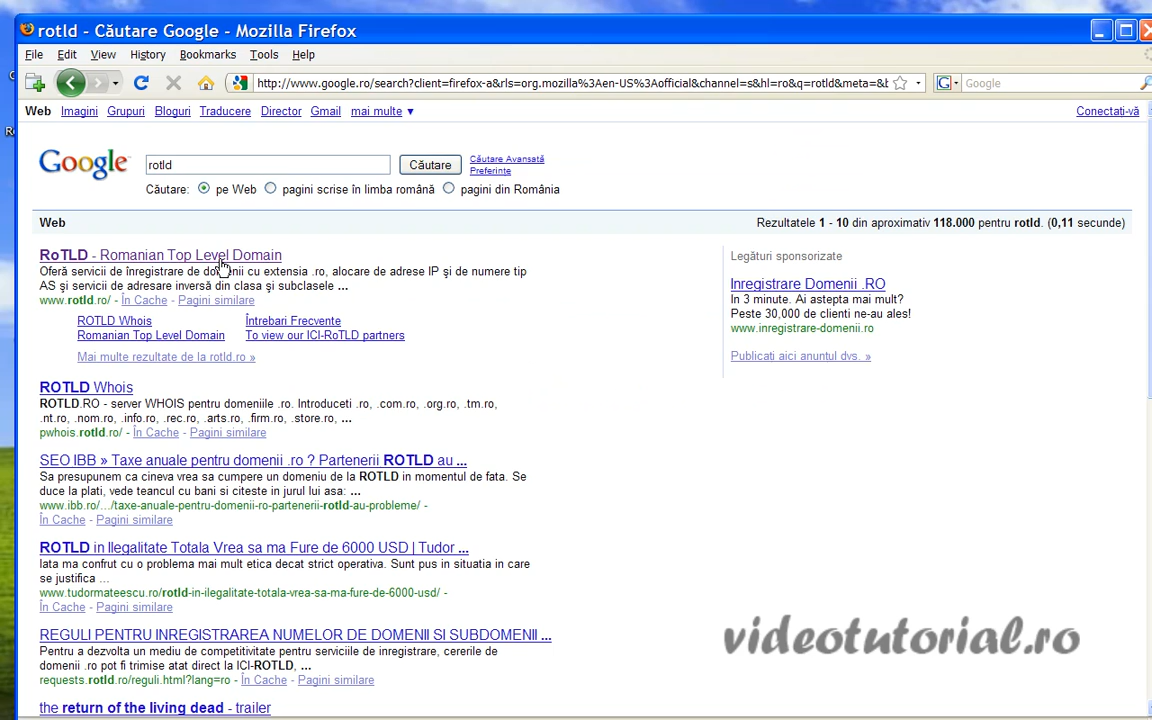 rotld - Căutare Google - Mozilla Firefox
File Edit View History Bookmarks Tools Help
http://www.google.ro/search?client=firefox-a&rls=org.mozilla%3Aen-US%3Aofficial&channel=s&hl=ro&q=rotld&meta=&l Google
Web Imagini Grupuri Bloguri Traducere Director Gmail mai multe ▼ Conectati-vă
Google rotld Căutare Căutare Avansată
Preferinte
Căutare: pe Web pagini scrise în limba română pagini din România
Web Rezultatele 1 - 10 din aproximativ 118.000 pentru rotld. (0,11 secunde)
RoTLD - Romanian Top Level Domain
Oferă servicii de înregistrare de domenii cu extensia .ro, alocare de adrese IP şi de numere tip
AS şi servicii de adresare inversă din clasa şi subclasele ...
www.rotld.ro/ - În Cache - Pagini similare
ROTLD Whois Întrebari Frecvente
Romanian Top Level Domain To view our ICI-RoTLD partners
Mai multe rezultate de la rotld.ro »
ROTLD Whois
ROTLD.RO - server WHOIS pentru domeniile .ro. Introduceti .ro, .com.ro, .org.ro, .tm.ro,
.nt.ro, .nom.ro, .info.ro, .rec.ro, .arts.ro, .firm.ro, .store.ro, ...
pwhois.rotld.ro/ - În Cache - Pagini similare
SEO IBB » Taxe anuale pentru domenii .ro ? Partenerii ROTLD au ...
Sa presupunem ca cineva vrea sa cumpere un domeniu de la ROTLD in momentul de fata. Se
duce la plati, vede teancul cu bani si citeste in jurul lui asa: ...
www.ibb.ro/.../taxe-anuale-pentru-domenii-ro-partenerii-rotld-au-probleme/ -
În Cache - Pagini similare
ROTLD in Ilegalitate Totala Vrea sa ma Fure de 6000 USD | Tudor ...
Iata ma confrut cu o problema mai mult etica decat strict operativa. Sunt pus in situatia in care
se justifica ...
www.tudormateescu.ro/rotld-in-ilegalitate-totala-vrea-sa-ma-fure-de-6000-usd/ -
În Cache - Pagini similare
REGULI PENTRU INREGISTRAREA NUMELOR DE DOMENII SI SUBDOMENII ...
Pentru a dezvolta un mediu de competitivitate pentru serviciile de inregistrare, cererile de
domenii .ro pot fi trimise atat direct la ICI-ROTLD, ...
requests.rotld.ro/reguli.html?lang=ro - În Cache - Pagini similare
the return of the living dead - trailer
Legături sponsorizate
Inregistrare Domenii .RO
In 3 minute. Ai astepta mai mult?
Peste 30,000 de clienti ne-au ales!
www.inregistrare-domenii.ro
Publicati aici anuntul dvs. »
videotutorial.ro